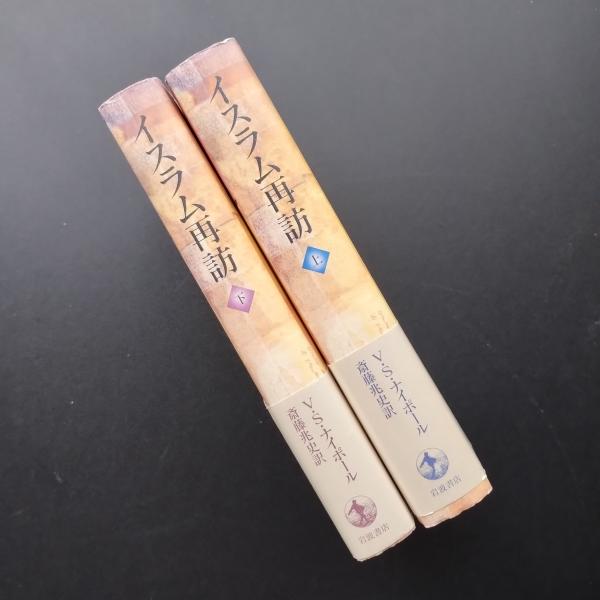 イスラム再訪
上
V・S・ナイポール
斎藤兆史訳
岩波書店
イスラム再訪
下
V・S・ナイポール
斎藤兆史訳
岩波書店